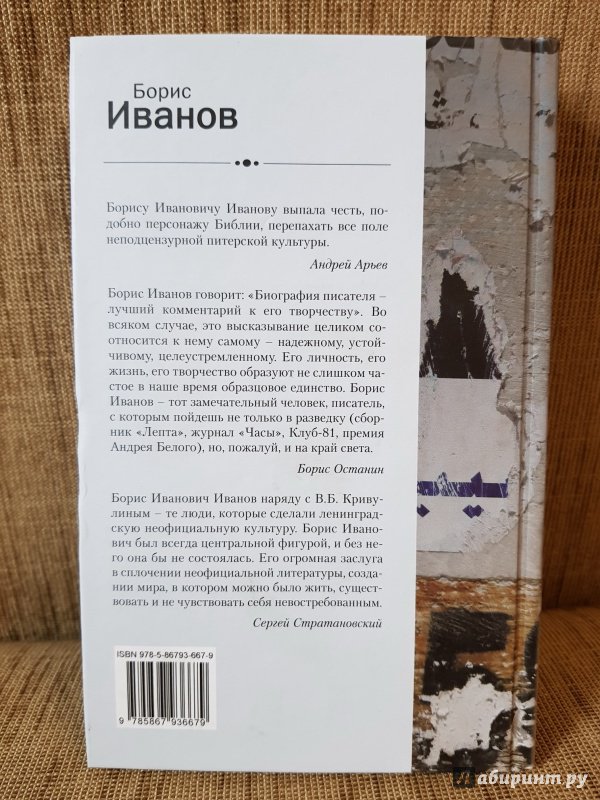 Борис
Иванов
Борису Ивановичу Иванову выпала честь, по-
добно персонажу Библии, перепахать все поле
неподцензурной питерской культуры.
Андрей Арьев
Борис Иванов говорит: «Биография писателя –
лучший комментарий к его творчеству». Во
всяком случае, это высказывание целиком со-
относится к нему самому – надежному, устой-
чивому, целеустремленному. Его личность, его
жизнь, его творчество образуют не слишком ча-
стое в наше время образцовое единство. Борис
Иванов – тот замечательный человек, писатель,
с которым пойдешь не только в разведку (сбор-
ник «Лепта», журнал «Часы», Клуб-81, премия
Андрея Белого), но, пожалуй, и на край света.
Борис Останин
Борис Иванович Иванов наряду с В.Б. Криву-
линым – те люди, которые сделали ленинград-
скую неофициальную культуру. Борис Ивано-
вич был всегда центральной фигурой, и без не-
го она бы не состоялась. Его огромная заслуга
в сплочении неофициальной литературы, созда-
нии мира, в котором можно было жить, сущест-
вовать и не чувствовать себя невостребованным.
Сергей Стратановский
ISBN 978-5-86793-667-9
9 785867 936679
Лабиринт.ру